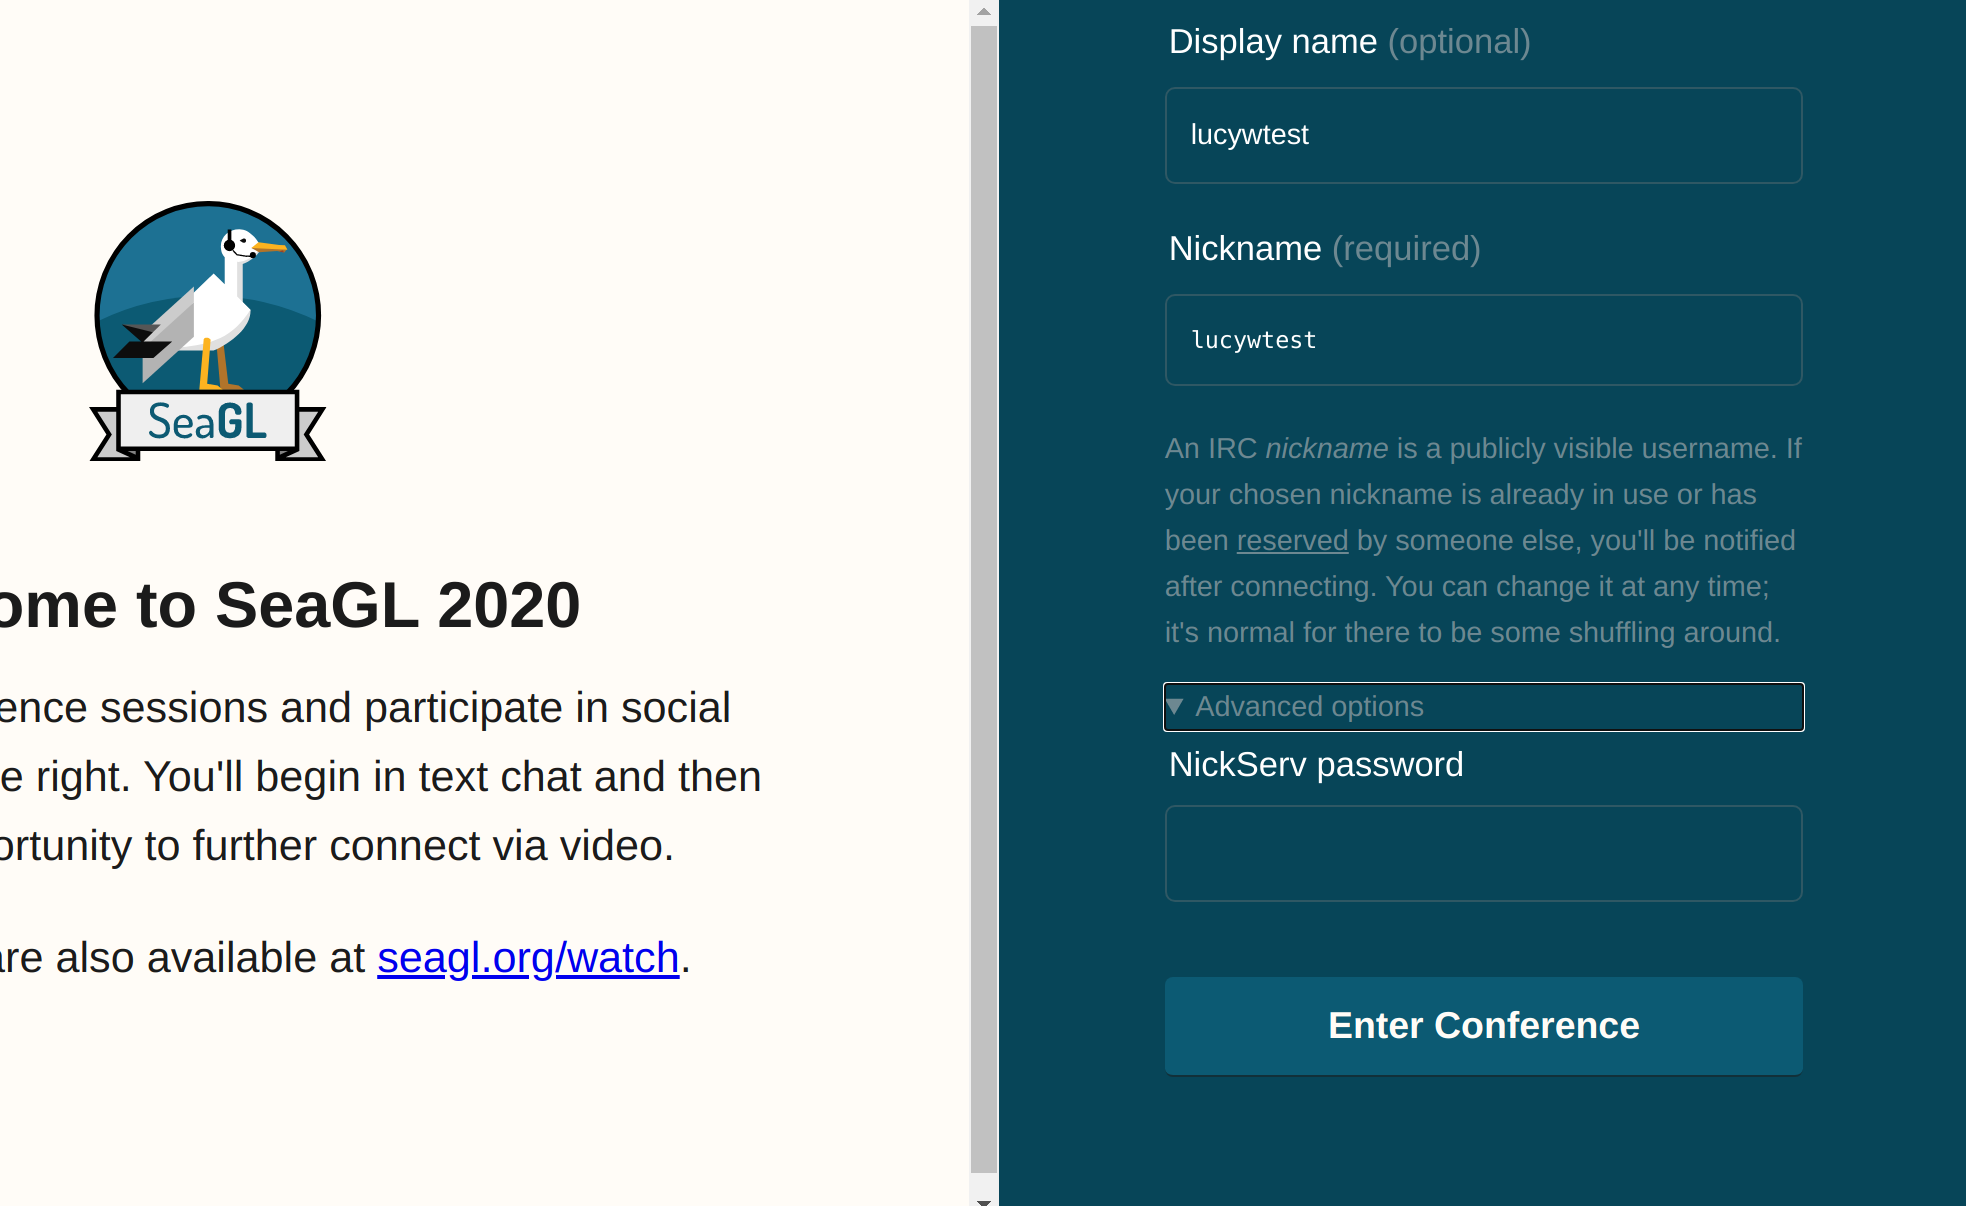 SeaGL
ome to SeaGL 2020
ence sessions and participate in social
e right. You'll begin in text chat and then
ortunity to further connect via video.
are also available at seagl.org/watch.
Display name (optional)
lucywtest
Nickname (required)
lucywtest
An IRC nickname is a publicly visible username. If
your chosen nickname is already in use or has
been reserved by someone else, you'll be notified
after connecting. You can change it at any time;
it's normal for there to be some shuffling around.
▼ Advanced options
NickServ password
Enter Conference